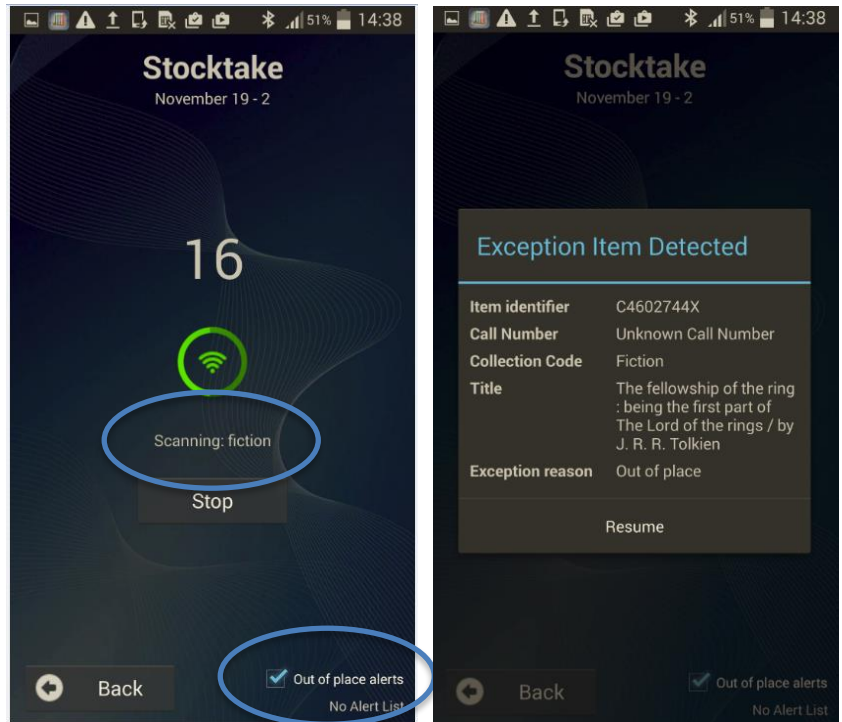 51% 14:38
Stocktake
November 19 - 2
16
Scanning: fiction
Stop
Back
Out of place alerts
No Alert List
51% 14:38
Stocktake
November 19 - 2
Exception Item Detected
Item identifier C4602744X
Call Number Unknown Call Number
Collection Code Fiction
Title The fellowship of the ring
: being the first part of
The Lord of the rings / by
J. R. R. Tolkien
Exception reason Out of place
Resume
Back
Out of place alerts
No Alert List